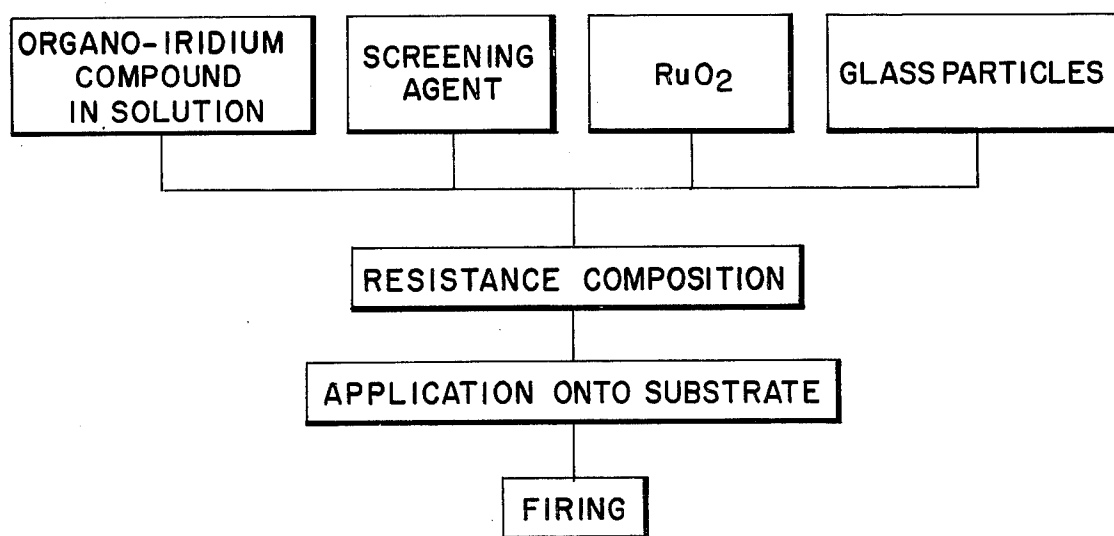 ORGANO-IRIDIUM
COMPOUND
IN SOLUTION
SCREENING
AGENT
RuO2
GLASS PARTICLES
RESISTANCE COMPOSITION
APPLICATION ONTO SUBSTRATE
FIRING